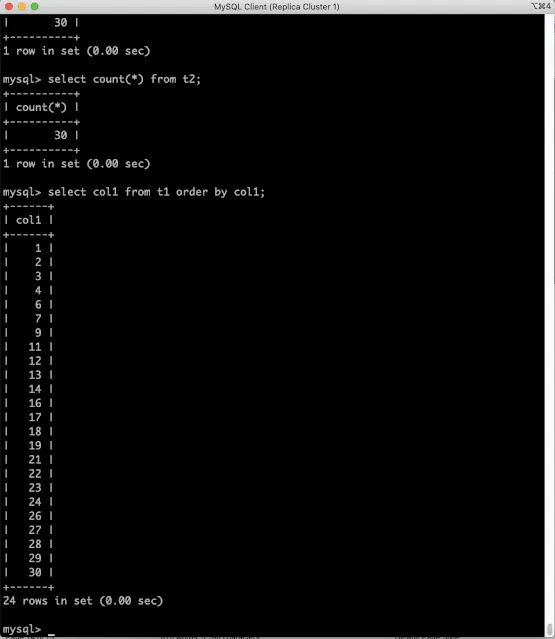 MySQL Client (Replica Cluster 1)
⌥⌘4
|       30 |
+----------+
1 row in set (0.00 sec)
mysql> select count(*) from t2;
+----------+
| count(*) |
+----------+
|       30 |
+----------+
1 row in set (0.00 sec)
mysql> select col1 from t1 order by col1;
+------+
| col1 |
+------+
|    1 |
|    2 |
|    3 |
|    4 |
|    6 |
|    7 |
|    9 |
|   11 |
|   12 |
|   13 |
|   14 |
|   16 |
|   17 |
|   18 |
|   19 |
|   21 |
|   22 |
|   23 |
|   24 |
|   26 |
|   27 |
|   28 |
|   29 |
|   30 |
+------+
24 rows in set (0.00 sec)
mysql>